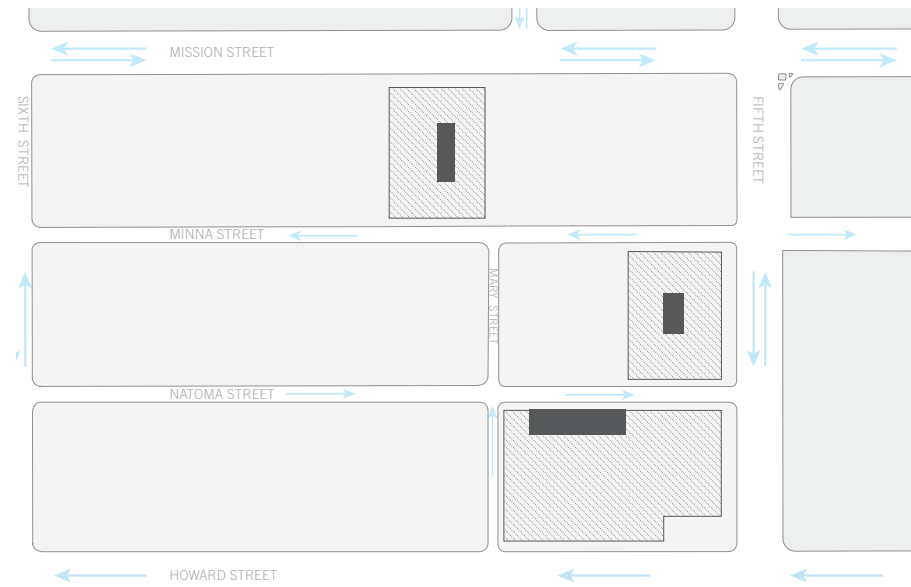 MISSION STREET
SIXTH STREET
FIFTH STREET
MINNA STREET
MARY STREET
NATOMA STREET
HOWARD STREET